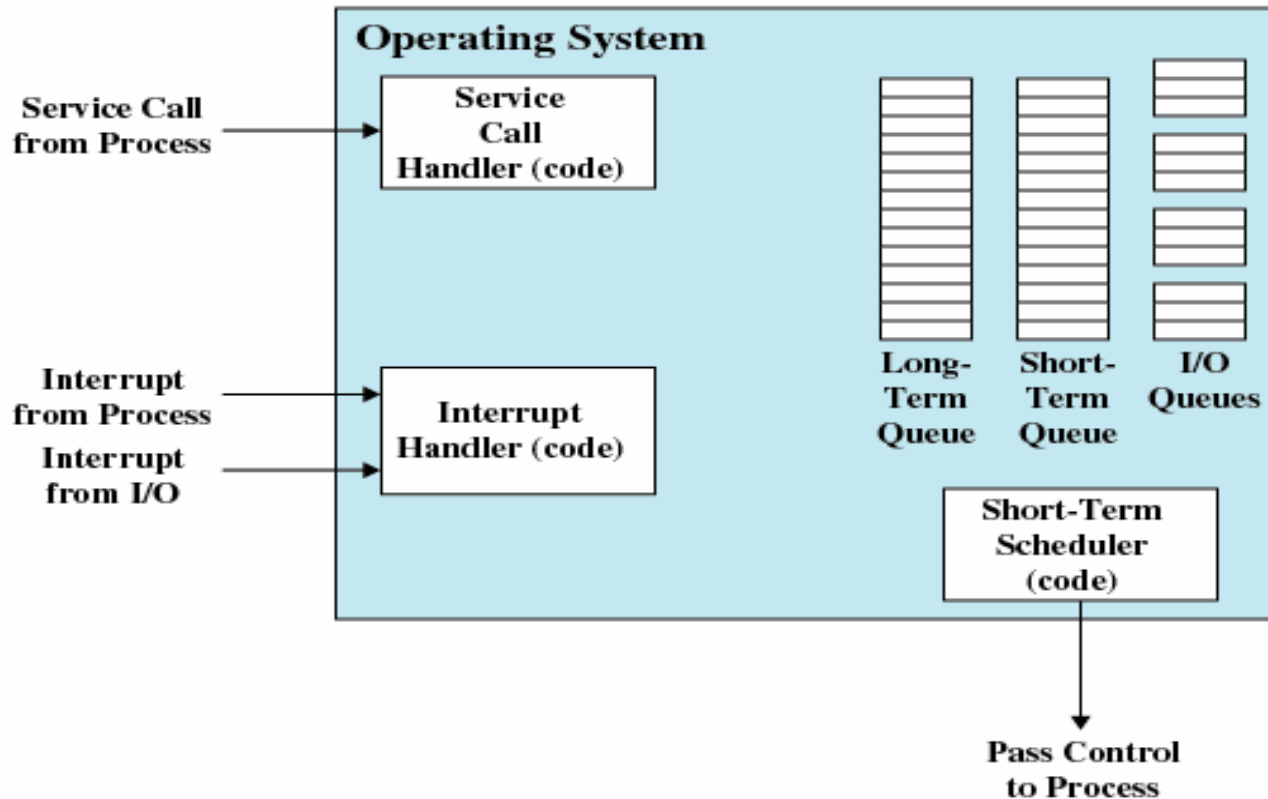 Operating System
Service Call
from Process
Service
Call
Handler (code)
Interrupt
from Process
Interrupt
from I/O
Interrupt
Handler (code)
Long-
Term
Queue
Short-
Term
Queue
I/O
Queues
Short-Term
Scheduler
(code)
Pass Control
to Process